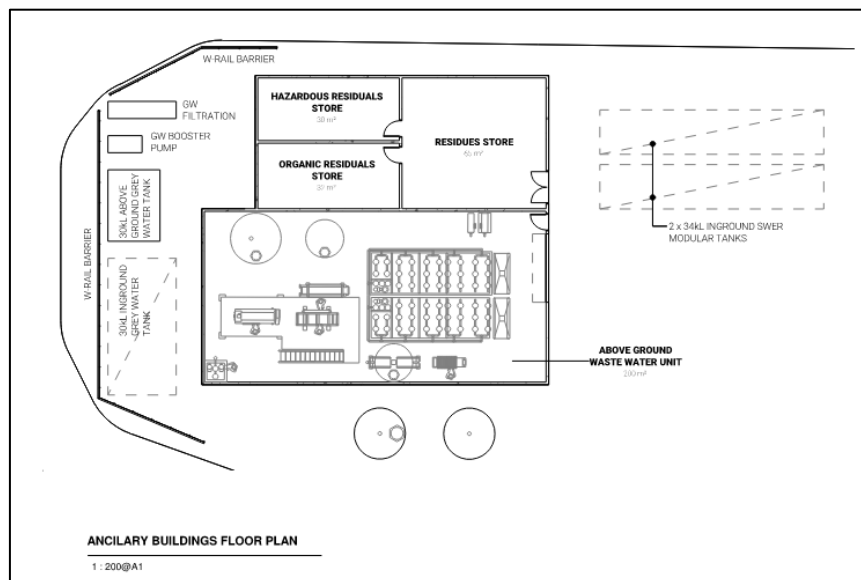 W-RAIL BARRIER
GW
FILTRATION
GW BOOSTER
PUMP
30kL ABOVE
GROUND GREY
WATER TANK
W-RAIL BARRIER
30kL INGROUND
GREY WATER
TANK
HAZARDOUS RESIDUALS
STORE
30 m²
ORGANIC RESIDUALS
STORE
RESIDUES STORE
2 x 34kL INGROUND SWER
MODULAR TANKS
ABOVE GROUND
WASTE WATER UNIT
200 m²
ANCILARY BUILDINGS FLOOR PLAN
1 : 200@A1